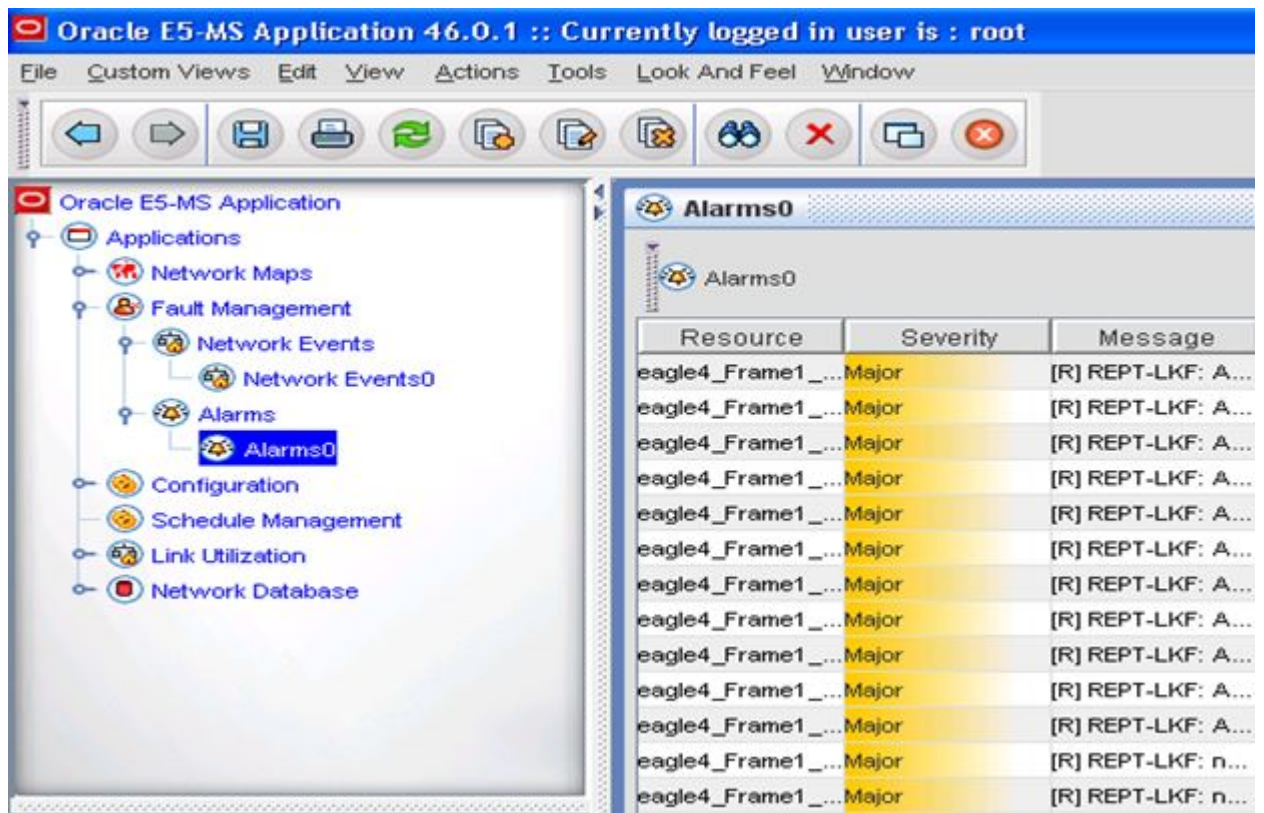 Oracle E5-MS Application 46.0.1 :: Currently logged in user is : root
File Custom Views Edit View Actions Tools Look And Feel Window
Oracle E5-MS Application
Applications
Network Maps
Fault Management
Network Events
Network Events0
Alarms
Alarms0
Configuration
Schedule Management
Link Utilization
Network Database
Alarms0
Alarms0
Resource Severity Message
eagle4_Frame1_... Major [R] REPT-LKF: A...
eagle4_Frame1_... Major [R] REPT-LKF: A...
eagle4_Frame1_... Major [R] REPT-LKF: A...
eagle4_Frame1_... Major [R] REPT-LKF: A...
eagle4_Frame1_... Major [R] REPT-LKF: A...
eagle4_Frame1_... Major [R] REPT-LKF: A...
eagle4_Frame1_... Major [R] REPT-LKF: A...
eagle4_Frame1_... Major [R] REPT-LKF: A...
eagle4_Frame1_... Major [R] REPT-LKF: A...
eagle4_Frame1_... Major [R] REPT-LKF: A...
eagle4_Frame1_... Major [R] REPT-LKF: A...
eagle4_Frame1_... Major [R] REPT-LKF: n...
eagle4_Frame1_... Major [R] REPT-LKF: n...